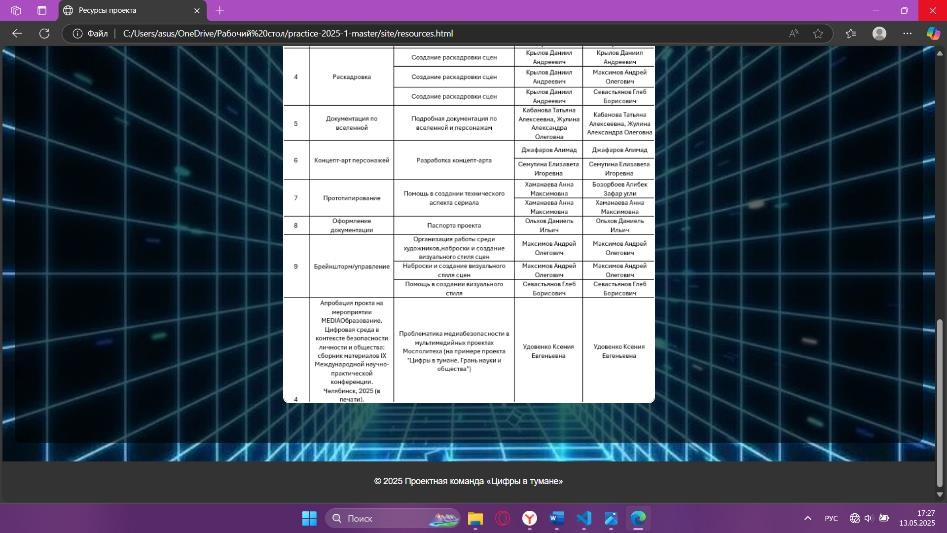 Ресурсы проекта
Файл C:/Users/asus/OneDrive/Рабочий%20стол/practice-2025-1-master/site/resources.html
4 Раскадровка
Создание раскадровки сцен
Крылов Даниил Андреевич
Крылов Даниил Андреевич
Создание раскадровки сцен
Крылов Даниил Андреевич
Максимов Андрей Олегович
Создание раскадровки сцен
Крылов Даниил Андреевич
Севастьянов Глеб Борисович
5
Документация по вселенной
Подробная документация по вселенной и персонажам
Кабанова Татьяна Алексеевна, Жулина Александра Олеговна
Кабанова Татьяна Алексеевна, Жулина Александра Олеговна
6
Концепт-арт персонажей
Разработка концепт-арта
Джафаров Алимад
Джафаров Алимад
Семутина Елизавета Игоревна
Семутина Елизавета Игоревна
7
Прототипирование
Помощь в создании технического аспекта сериала
Хаманаева Анна Максимовна
Бозорбоев Алибек Зафар угли
Хаманаева Анна Максимовна
Хаманаева Анна Максимовна
8
Оформление документации
Паспорта проекта
Ольхов Даниель Ильич
Ольхов Даниель Ильич
9
Брейншторм/управление
Организация работы среди художников,наброски и создание визуального стиля сцен
Максимов Андрей Олегович
Максимов Андрей Олегович
Наброски и создание визуального стиля сцен
Максимов Андрей Олегович
Максимов Андрей Олегович
Помощь в создании визуального стиля
Севастьянов Глеб Борисович
Севастьянов Глеб Борисович
4
Апробация прокта на мероприятии MEDIAОбразование. Цифровая среда в контексте безопасности личности и общества: сборник материалов IX Международной научно-практической конференции. Челябинск, 2025 (в печати).
Проблематика медиабезопасности в мультимедийных проектах Мосполитеха (на примере проекта "Цифры в тумане. Грань науки и общества")
Удовенко Ксения Евгеньевна
Удовенко Ксения Евгеньевна
© 2025 Проектная команда «Цифры в тумане»
Поиск
РУС
17:27
13.05.2025